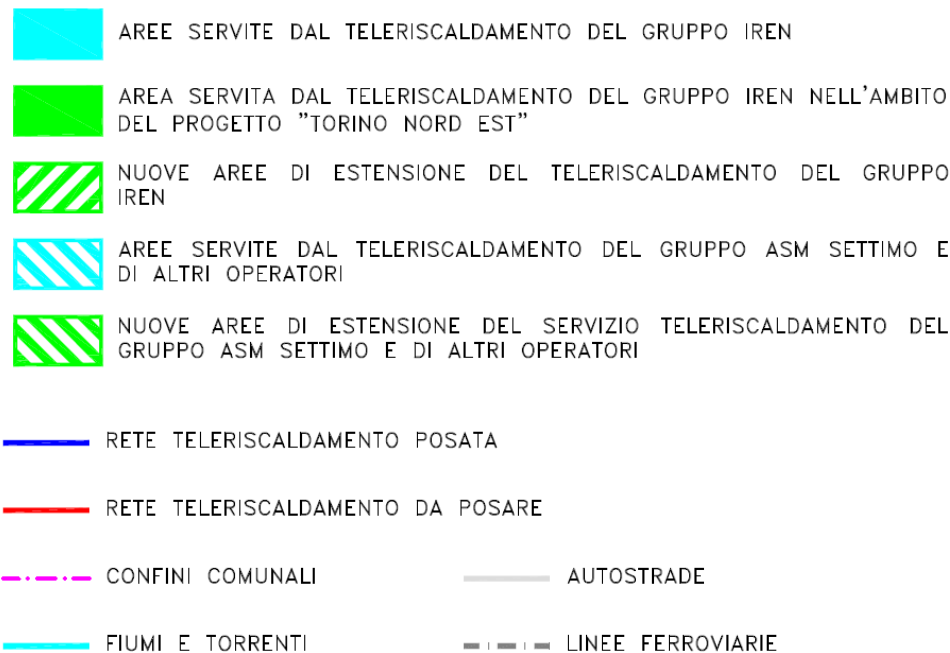 AREE SERVITE DAL TELERISCALDAMENTO DEL GRUPPO IREN
AREA SERVITA DAL TELERISCALDAMENTO DEL GRUPPO IREN NELL'AMBITO
DEL PROGETTO "TORINO NORD EST"
NUOVE AREE DI ESTENSIONE DEL TELERISCALDAMENTO DEL GRUPPO
IREN
AREE SERVITE DAL TELERISCALDAMENTO DEL GRUPPO ASM SETTIMO E
DI ALTRI OPERATORI
NUOVE AREE DI ESTENSIONE DEL SERVIZIO TELERISCALDAMENTO DEL
GRUPPO ASM SETTIMO E DI ALTRI OPERATORI
RETE TELERISCALDAMENTO POSATA
RETE TELERISCALDAMENTO DA POSARE
CONFINI COMUNALI
AUTOSTRADE
FIUMI E TORRENTI
LINEE FERROVIARIE